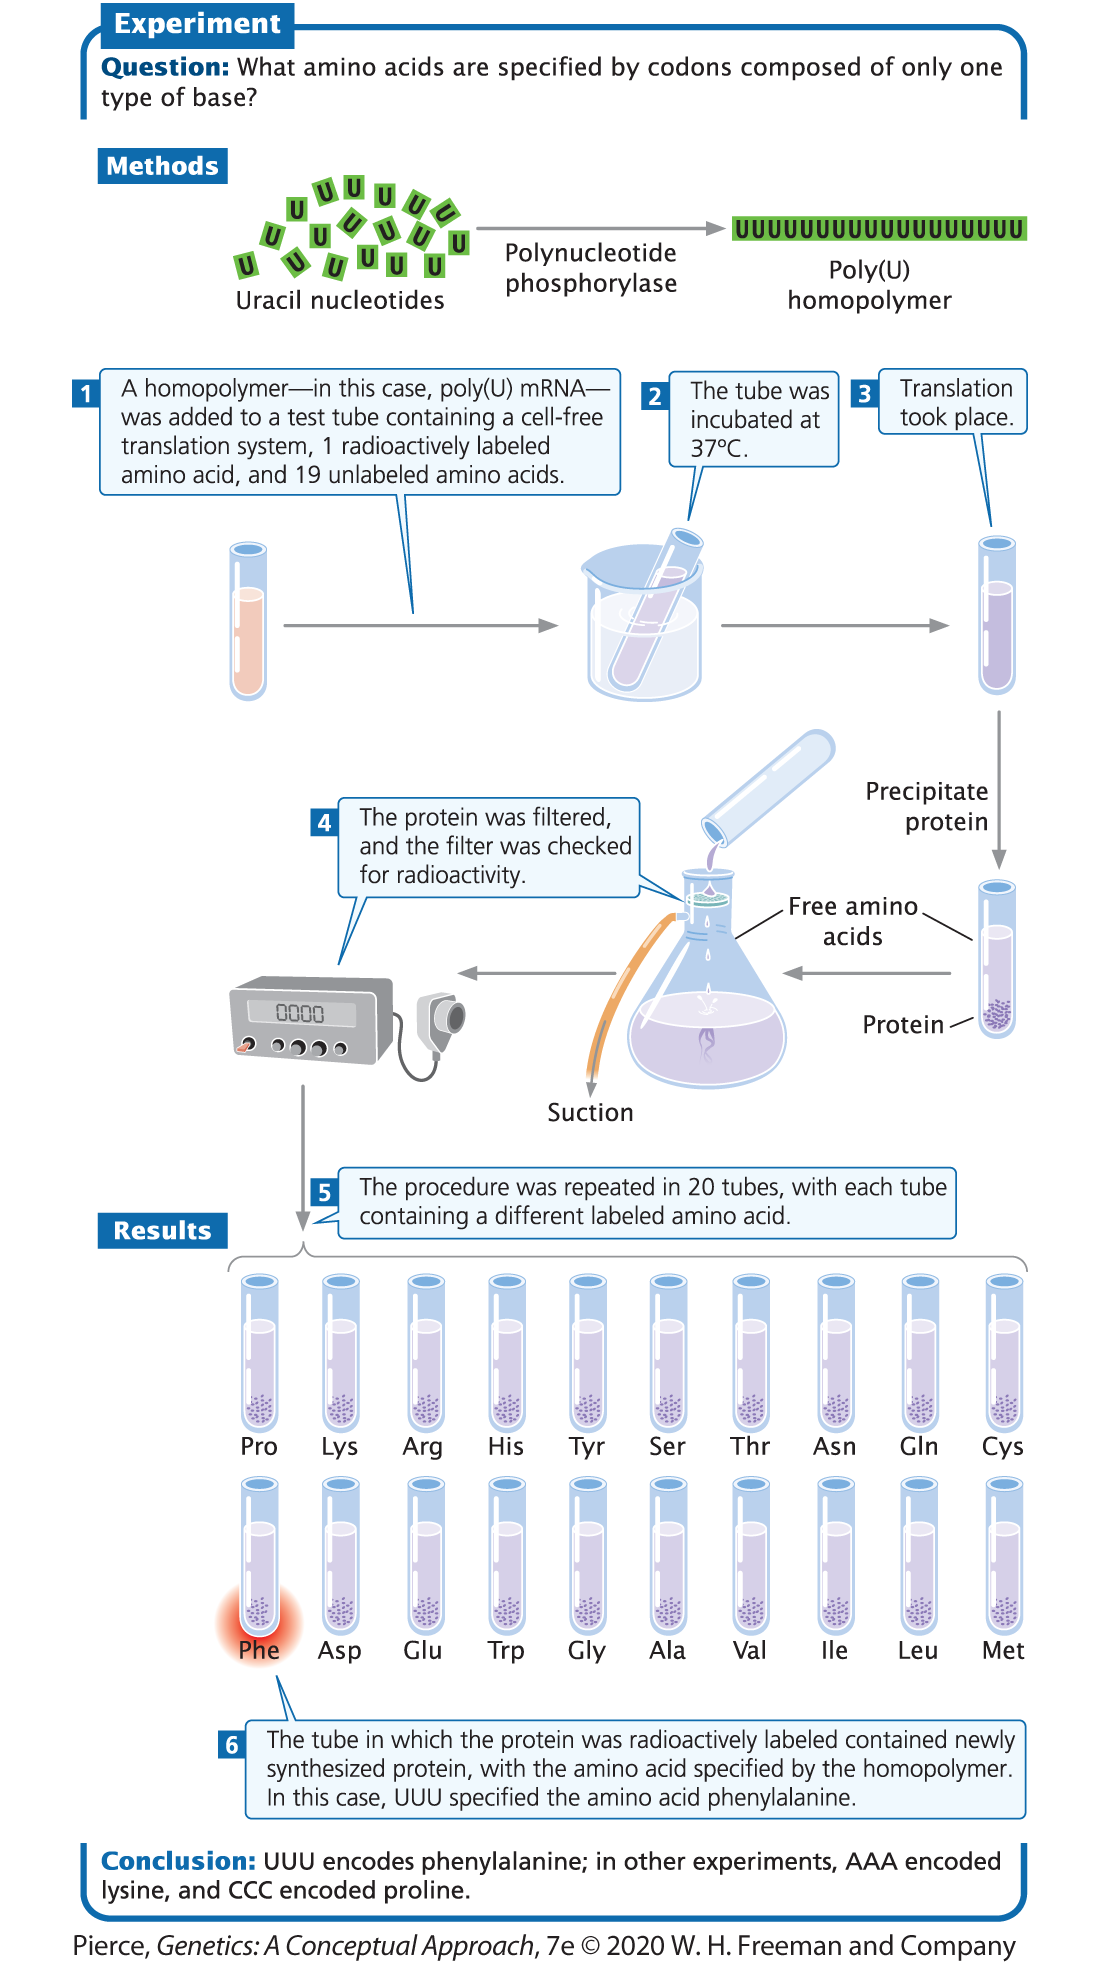 Experiment
Question: What amino acids are specified by codons composed of only one
type of base?
Methods
U U U U U U U U U U U U U U U U U U U
UUUUUUUUUUUUUUUUUU
Uracil nucleotides
Polynucleotide
phosphorylase
Poly(U)
homopolymer
1
A homopolymer—in this case, poly(U) mRNA—
was added to a test tube containing a cell-free
translation system, 1 radioactively labeled
amino acid, and 19 unlabeled amino acids.
2
The tube was
incubated at
37°C.
3
Translation
took place.
Precipitate
protein
4
The protein was filtered,
and the filter was checked
for radioactivity.
Free amino
acids
0000
Protein
Suction
5
The procedure was repeated in 20 tubes, with each tube
containing a different labeled amino acid.
Results
Pro Lys Arg His Tyr Ser Thr Asn Gln Cys
Phe Asp Glu Trp Gly Ala Val Ile Leu Met
6
The tube in which the protein was radioactively labeled contained newly
synthesized protein, with the amino acid specified by the homopolymer.
In this case, UUU specified the amino acid phenylalanine.
Conclusion: UUU encodes phenylalanine; in other experiments, AAA encoded
lysine, and CCC encoded proline.
Pierce, Genetics: A Conceptual Approach, 7e © 2020 W. H. Freeman and Company